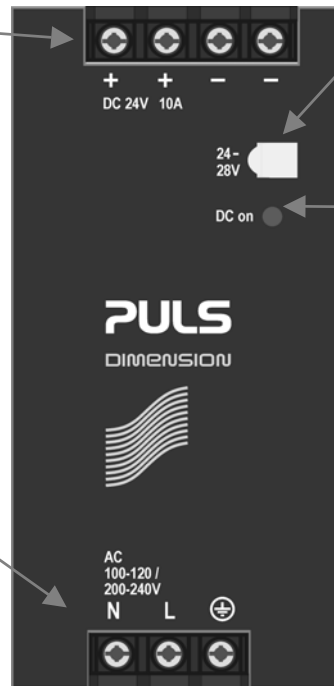 + + – –
DC 24V 10A
24-
28V
DC on
PULS
DIMENSION
AC
100-120 /
200-240V
N L